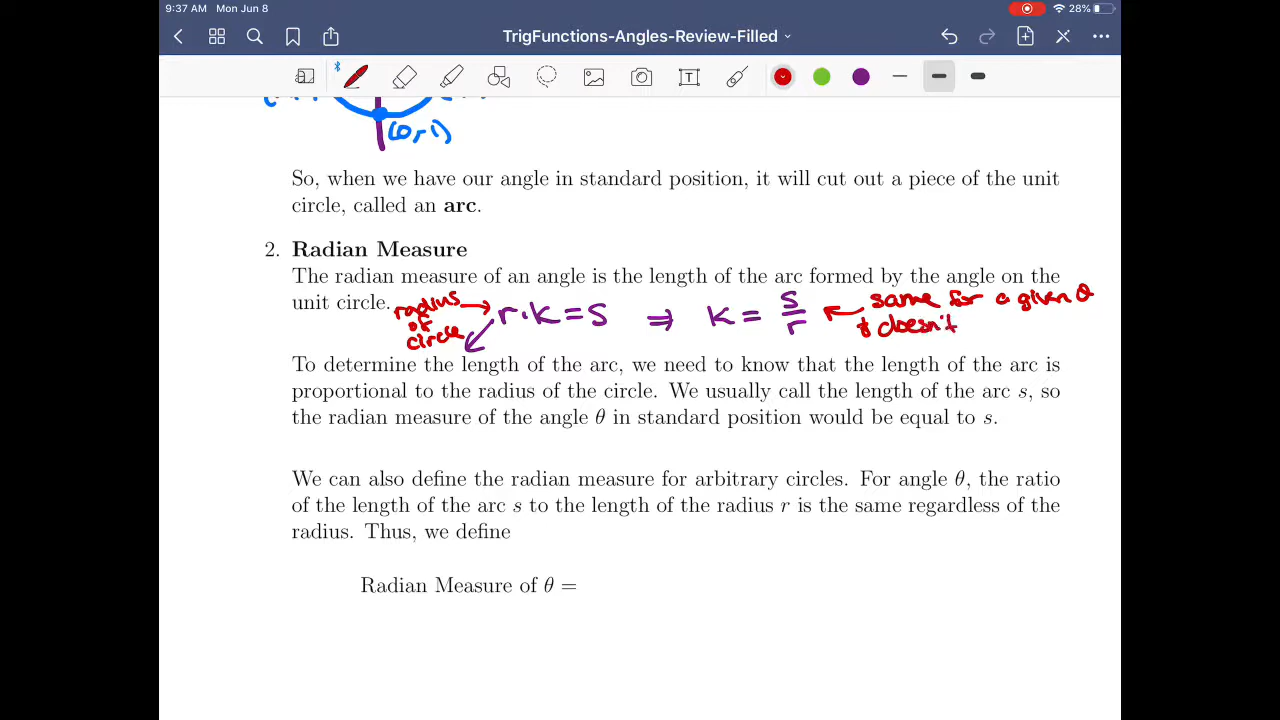 9:37 AM Mon Jun 8
28%
TrigFunctions-Angles-Review-Filled
(0,-1)
So, when we have our angle in standard position, it will cut out a piece of the unit
circle, called an arc.
2. Radian Measure
The radian measure of an angle is the length of the arc formed by the angle on the
unit circle.
radius
of
circle
r·k=s ⇒ k = s/r
same for a given θ
& doesn't
To determine the length of the arc, we need to know that the length of the arc is
proportional to the radius of the circle. We usually call the length of the arc s, so
the radian measure of the angle θ in standard position would be equal to s.
We can also define the radian measure for arbitrary circles. For angle θ, the ratio
of the length of the arc s to the length of the radius r is the same regardless of the
radius. Thus, we define
Radian Measure of θ =